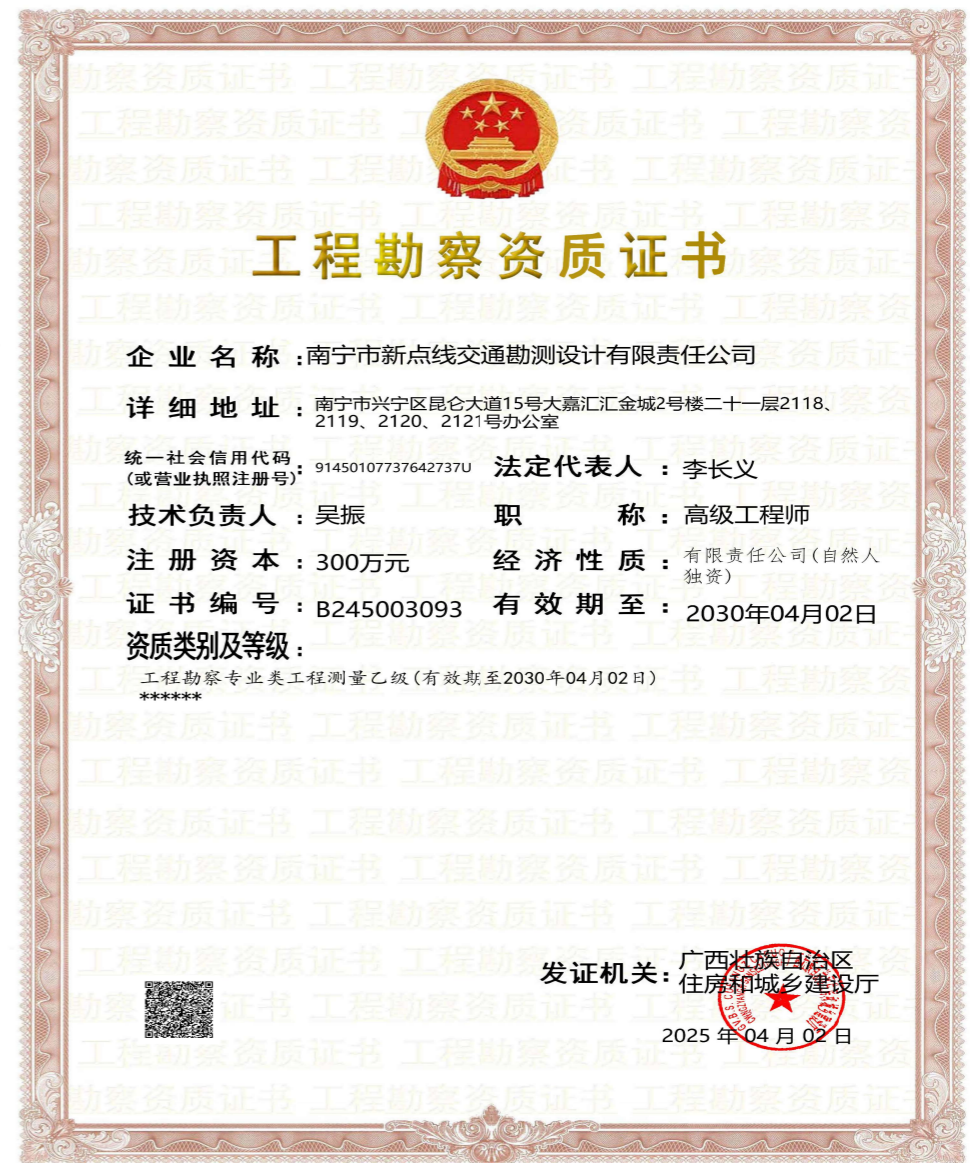 工程勘察资质证书
企业名称：南宁市新点线交通勘测设计有限责任公司
详细地址：南宁市兴宁区昆仑大道15号大嘉汇汇金城2号楼二十一层2118、
2119、2120、2121号办公室
统一社会信用代码
(或营业执照注册号)：91450107737642737U 法定代表人：李长义
技术负责人：吴振 职称：高级工程师
注册资本：300万元 经济性质：有限责任公司(自然人
独资)
证书编号：B245003093 有效期至：2030年04月02日
资质类别及等级：
工程勘察专业类工程测量乙级(有效期至2030年04月02日)
******
发证机关：广西壮族自治区
住房和城乡建设厅
2025 年 04 月 02 日